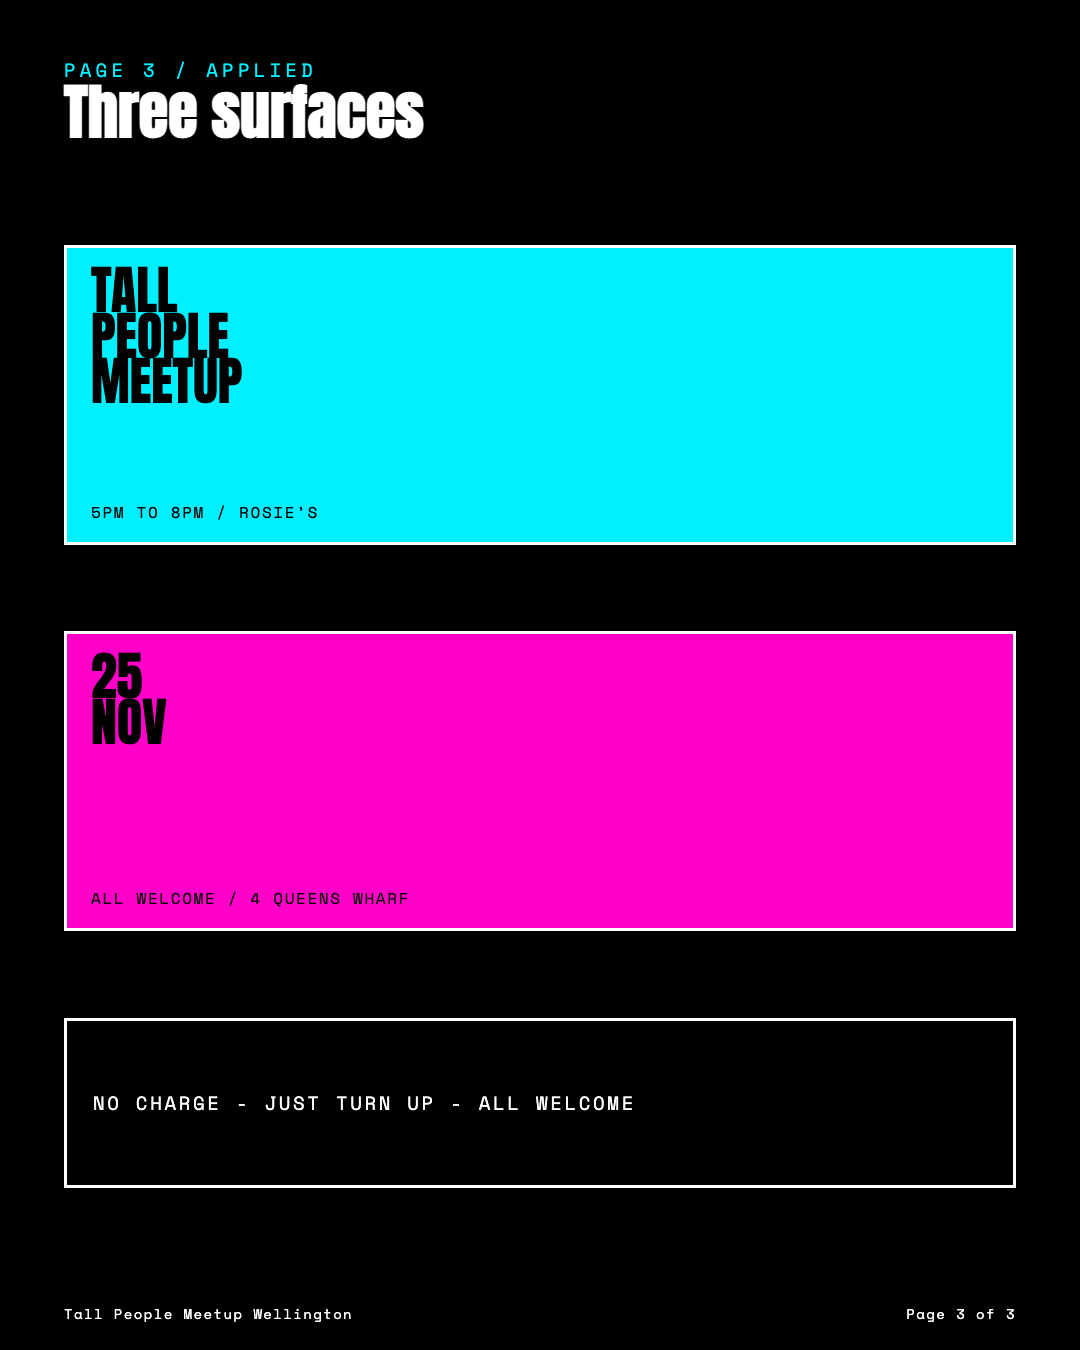 PAGE 3 / APPLIED
Three surfaces
TALL
PEOPLE
MEETUP
5PM TO 8PM / ROSIE’S
25
NOV
ALL WELCOME / 4 QUEENS WHARF
NO CHARGE - JUST TURN UP - ALL WELCOME
Tall People Meetup Wellington
Page 3 of 3